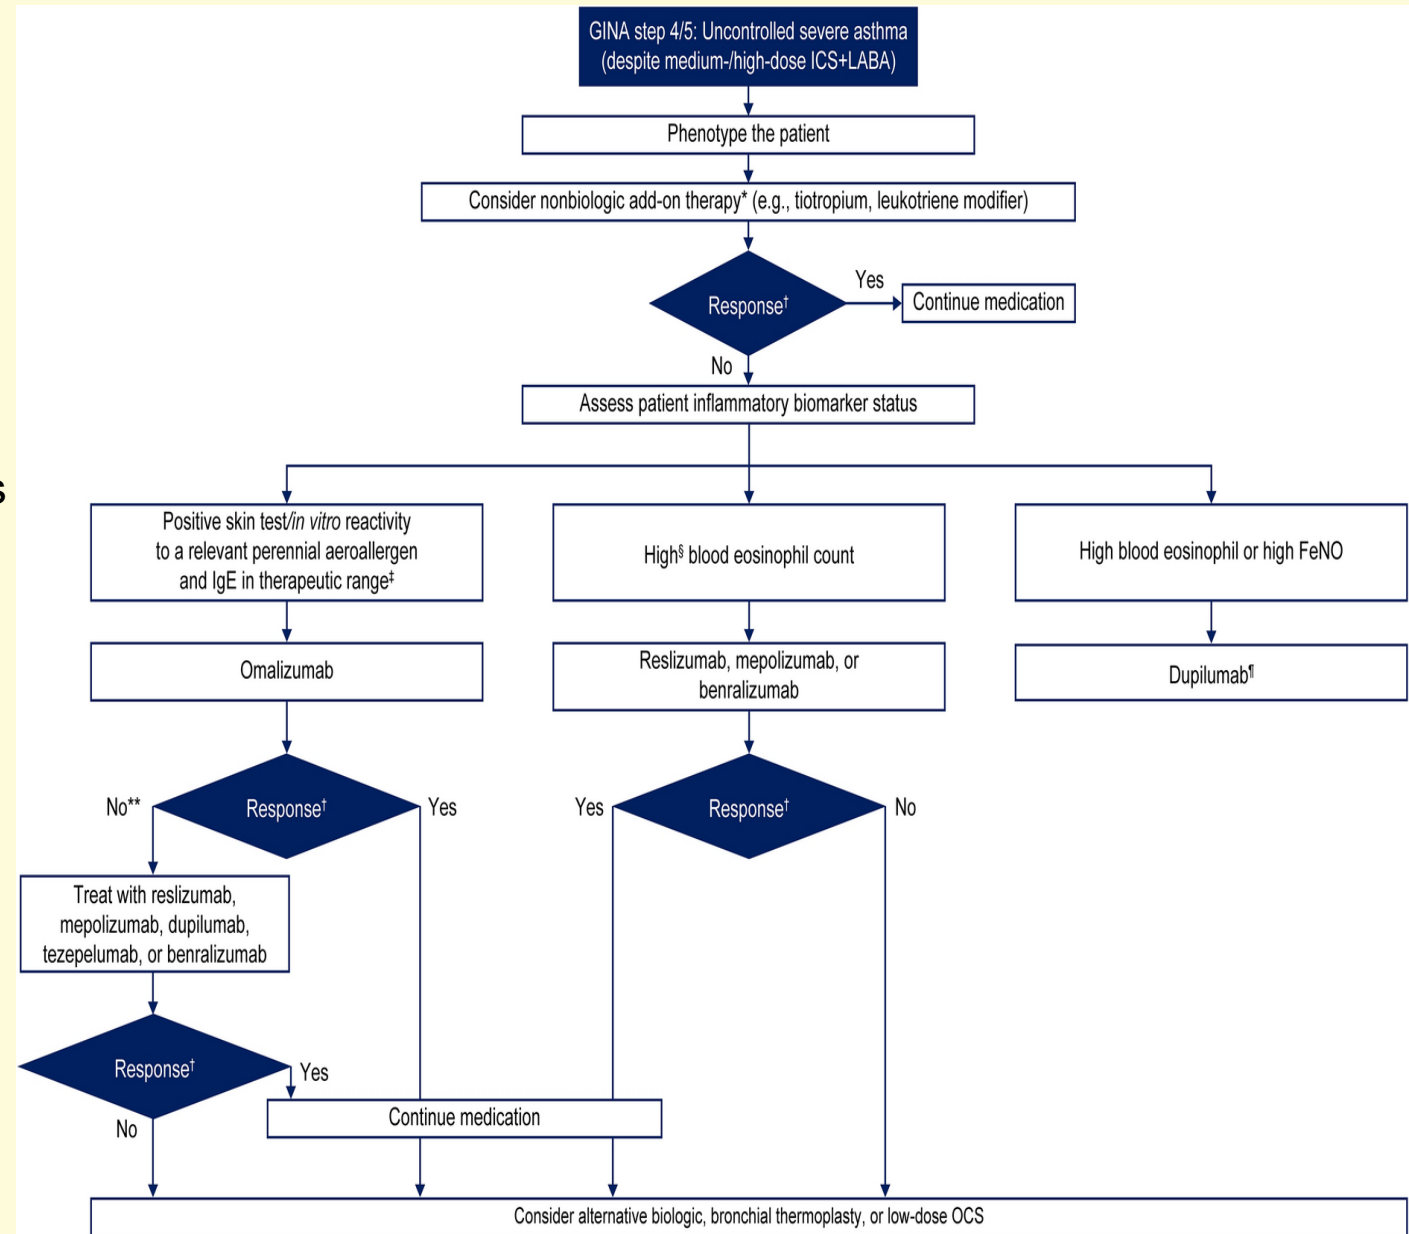 GINA step 4/5: Uncontrolled severe asthma
(despite medium-/high-dose ICS+LABA)
Phenotype the patient
Consider nonbiologic add-on therapy* (e.g., tiotropium, leukotriene modifier)
Response†
Yes
Continue medication
No
Assess patient inflammatory biomarker status
s
Positive skin test/in vitro reactivity
to a relevant perennial aeroallergen
and IgE in therapeutic range‡
High§ blood eosinophil count
High blood eosinophil or high FeNO
Omalizumab
Reslizumab, mepolizumab, or
benralizumab
Dupilumab¶
No**
Response†
Yes
Yes
Response†
No
Treat with reslizumab,
mepolizumab, dupilumab,
tezepelumab, or benralizumab
Response†
Yes
No
Continue medication
Consider alternative biologic, bronchial thermoplasty, or low-dose OCS